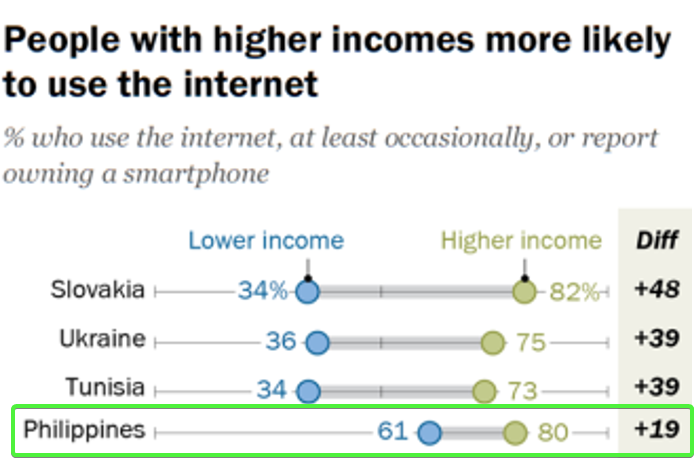 People with higher incomes more likely
to use the internet
% who use the internet, at least occasionally, or report
owning a smartphone
Lower income Higher income Diff
Slovakia 34% 82% +48
Ukraine 36 75 +39
Tunisia 34 73 +39
Philippines 61 80 +19